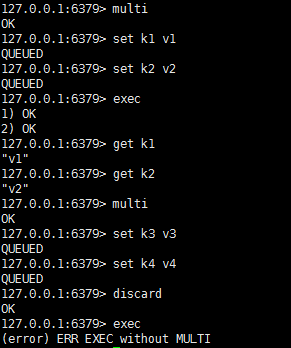 127.0.0.1:6379> multi
OK
127.0.0.1:6379> set k1 v1
QUEUED
127.0.0.1:6379> set k2 v2
QUEUED
127.0.0.1:6379> exec
1) OK
2) OK
127.0.0.1:6379> get k1
"v1"
127.0.0.1:6379> get k2
"v2"
127.0.0.1:6379> multi
OK
127.0.0.1:6379> set k3 v3
QUEUED
127.0.0.1:6379> set k4 v4
QUEUED
127.0.0.1:6379> discard
OK
127.0.0.1:6379> exec
(error) ERR EXEC without MULTI